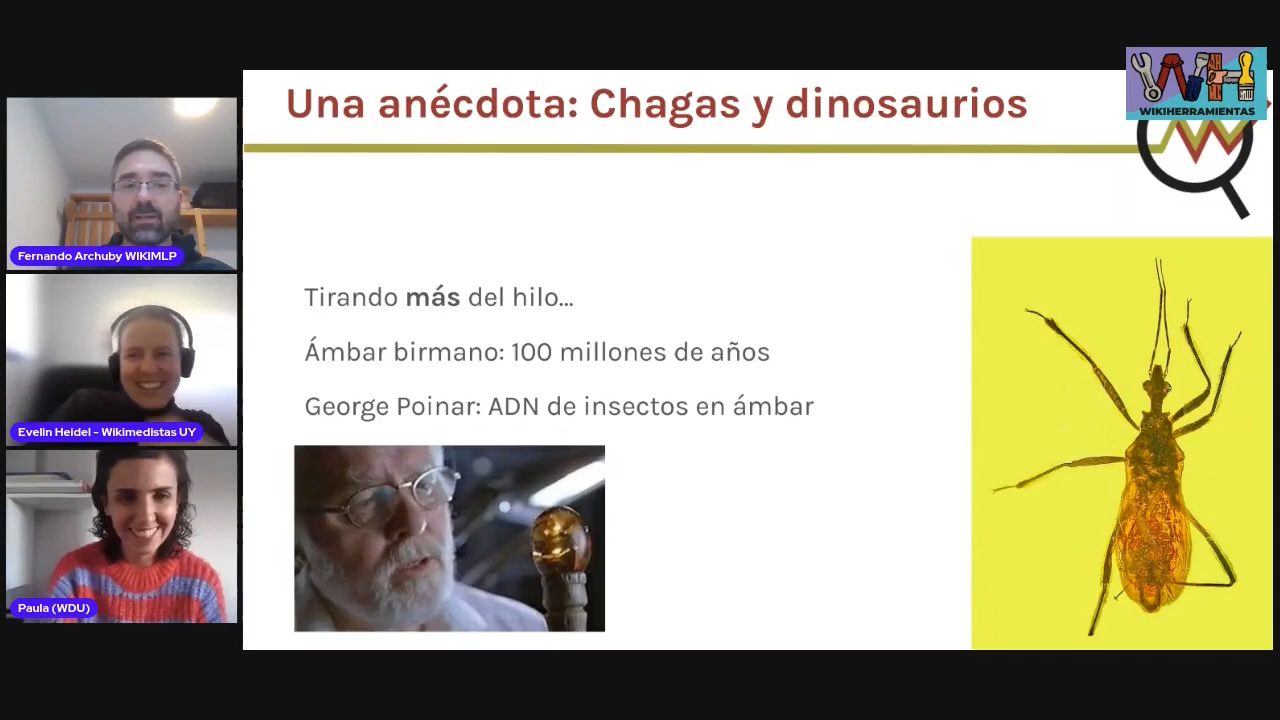 Una anécdota: Chagas y dinosaurios
WIKIHERRAMIENTAS
Fernando Archuby WIKIMLP
Evelin Heidel - Wikimedistas UY
Paula (WDU)
Tirando más del hilo...
Ámbar birmano: 100 millones de años
George Poinar: ADN de insectos en ámbar